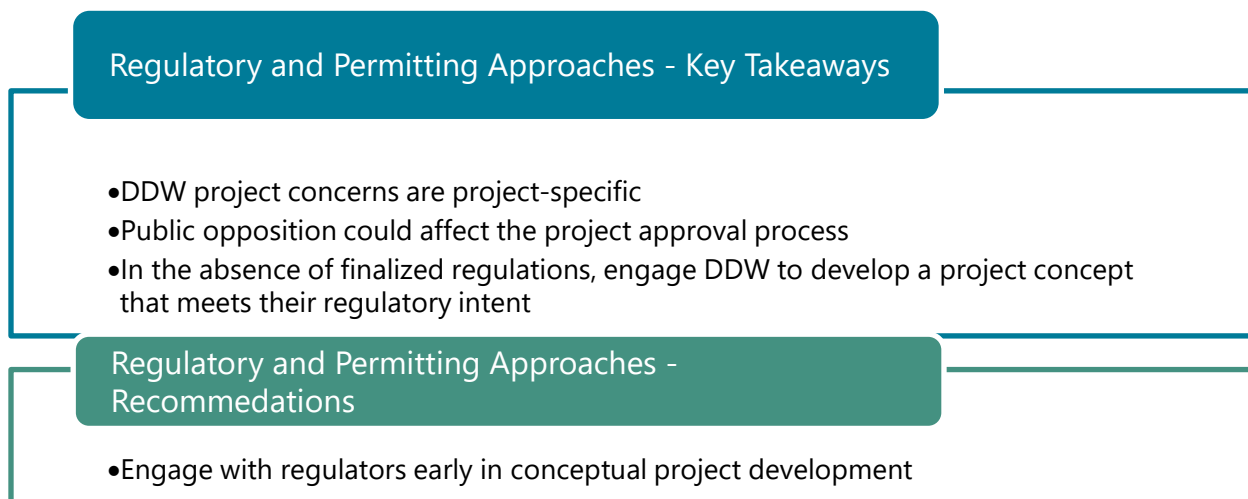 Regulatory and Permitting Approaches - Key Takeaways
•DDW project concerns are project-specific
•Public opposition could affect the project approval process
•In the absence of finalized regulations, engage DDW to develop a project concept
that meets their regulatory intent
Regulatory and Permitting Approaches -
Recommedations
•Engage with regulators early in conceptual project development